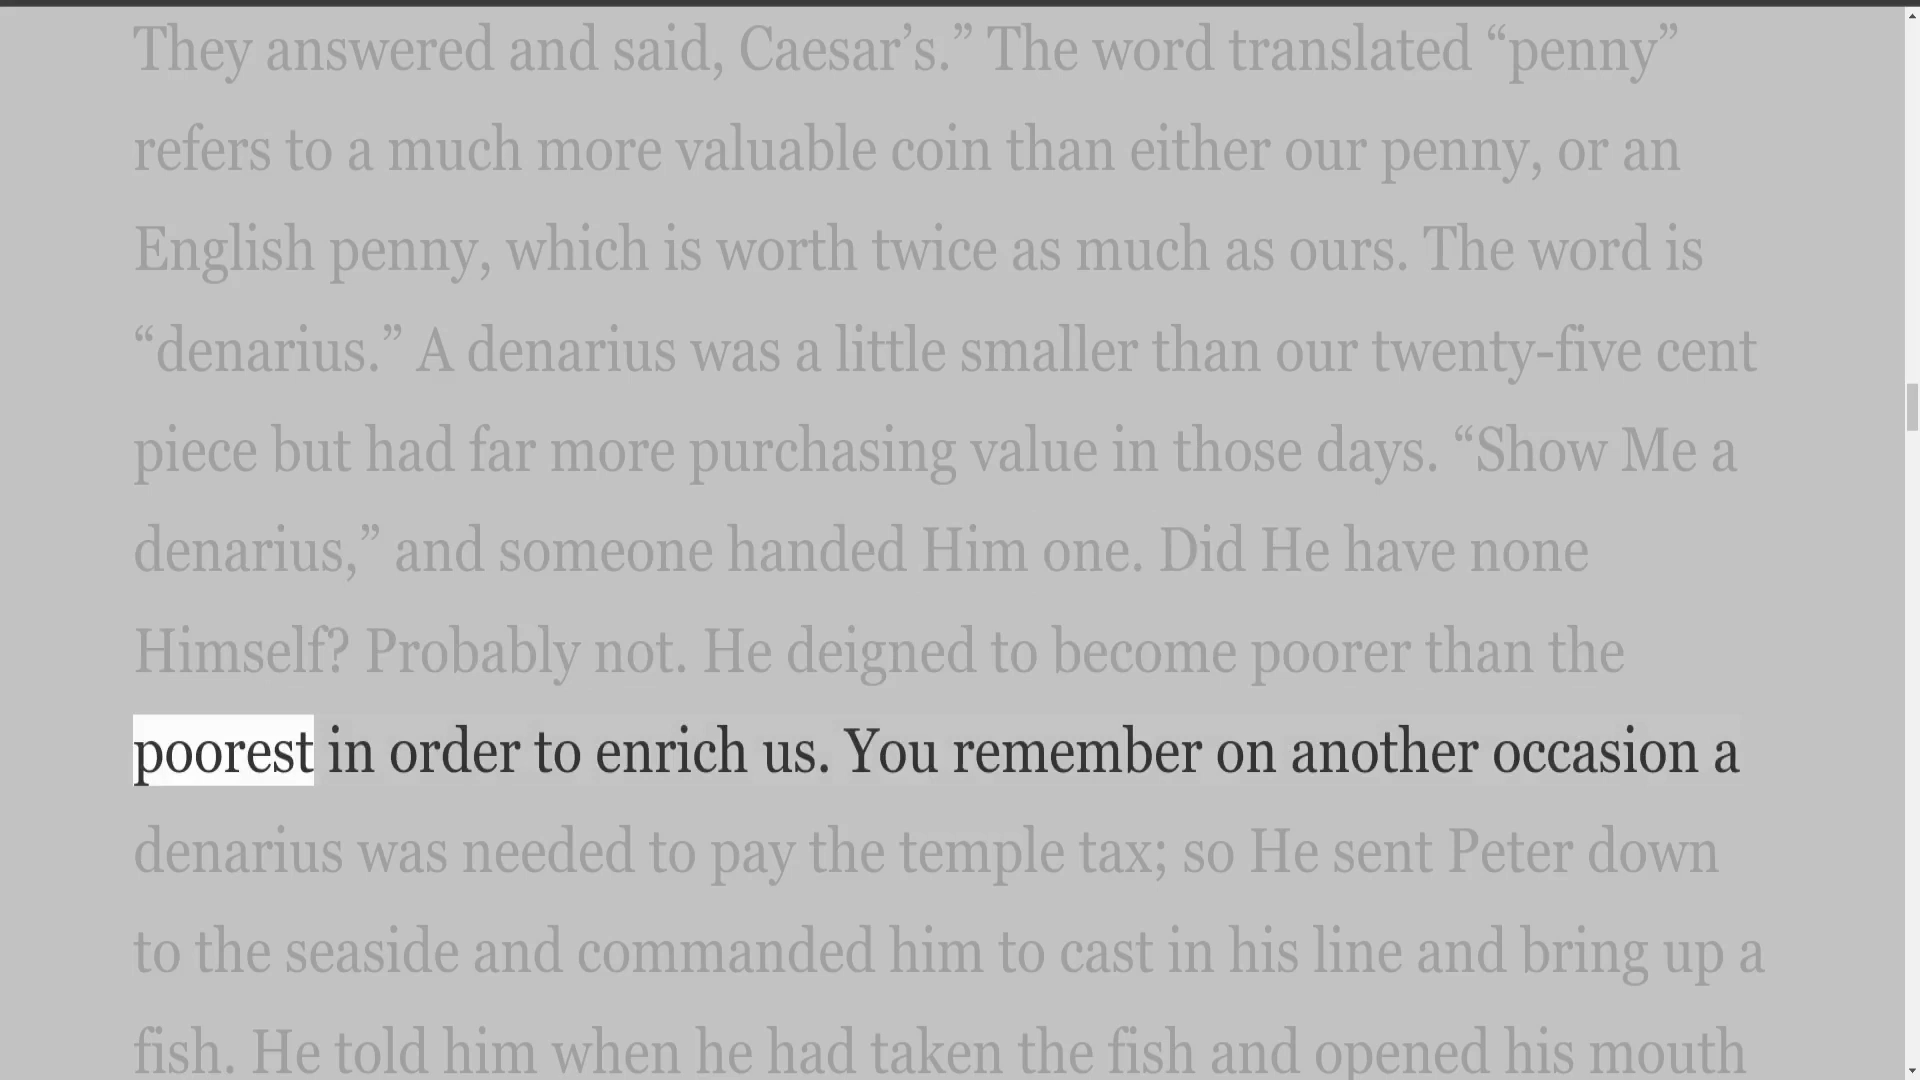 They answered and said, Caesar’s.” The word translated “penny”
refers to a much more valuable coin than either our penny, or an
English penny, which is worth twice as much as ours. The word is
“denarius.” A denarius was a little smaller than our twenty-five cent
piece but had far more purchasing value in those days. “Show Me a
denarius,” and someone handed Him one. Did He have none
Himself? Probably not. He deigned to become poorer than the
poorest in order to enrich us. You remember on another occasion a
denarius was needed to pay the temple tax; so He sent Peter down
to the seaside and commanded him to cast in his line and bring up a
fish. He told him when he had taken the fish and opened his mouth